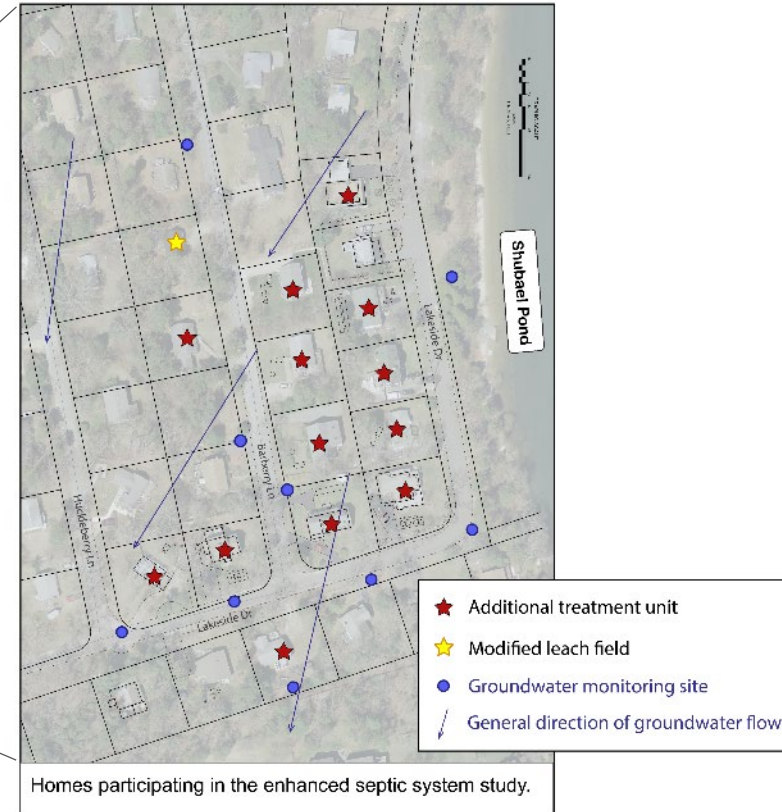 Shubael Pond
Lakeside Dr
Barberry Ln
Huckleberry Ln
Lakeside Dr
Additional treatment unit
Modified leach field
Groundwater monitoring site
General direction of groundwater flow
Homes participating in the enhanced septic system study.